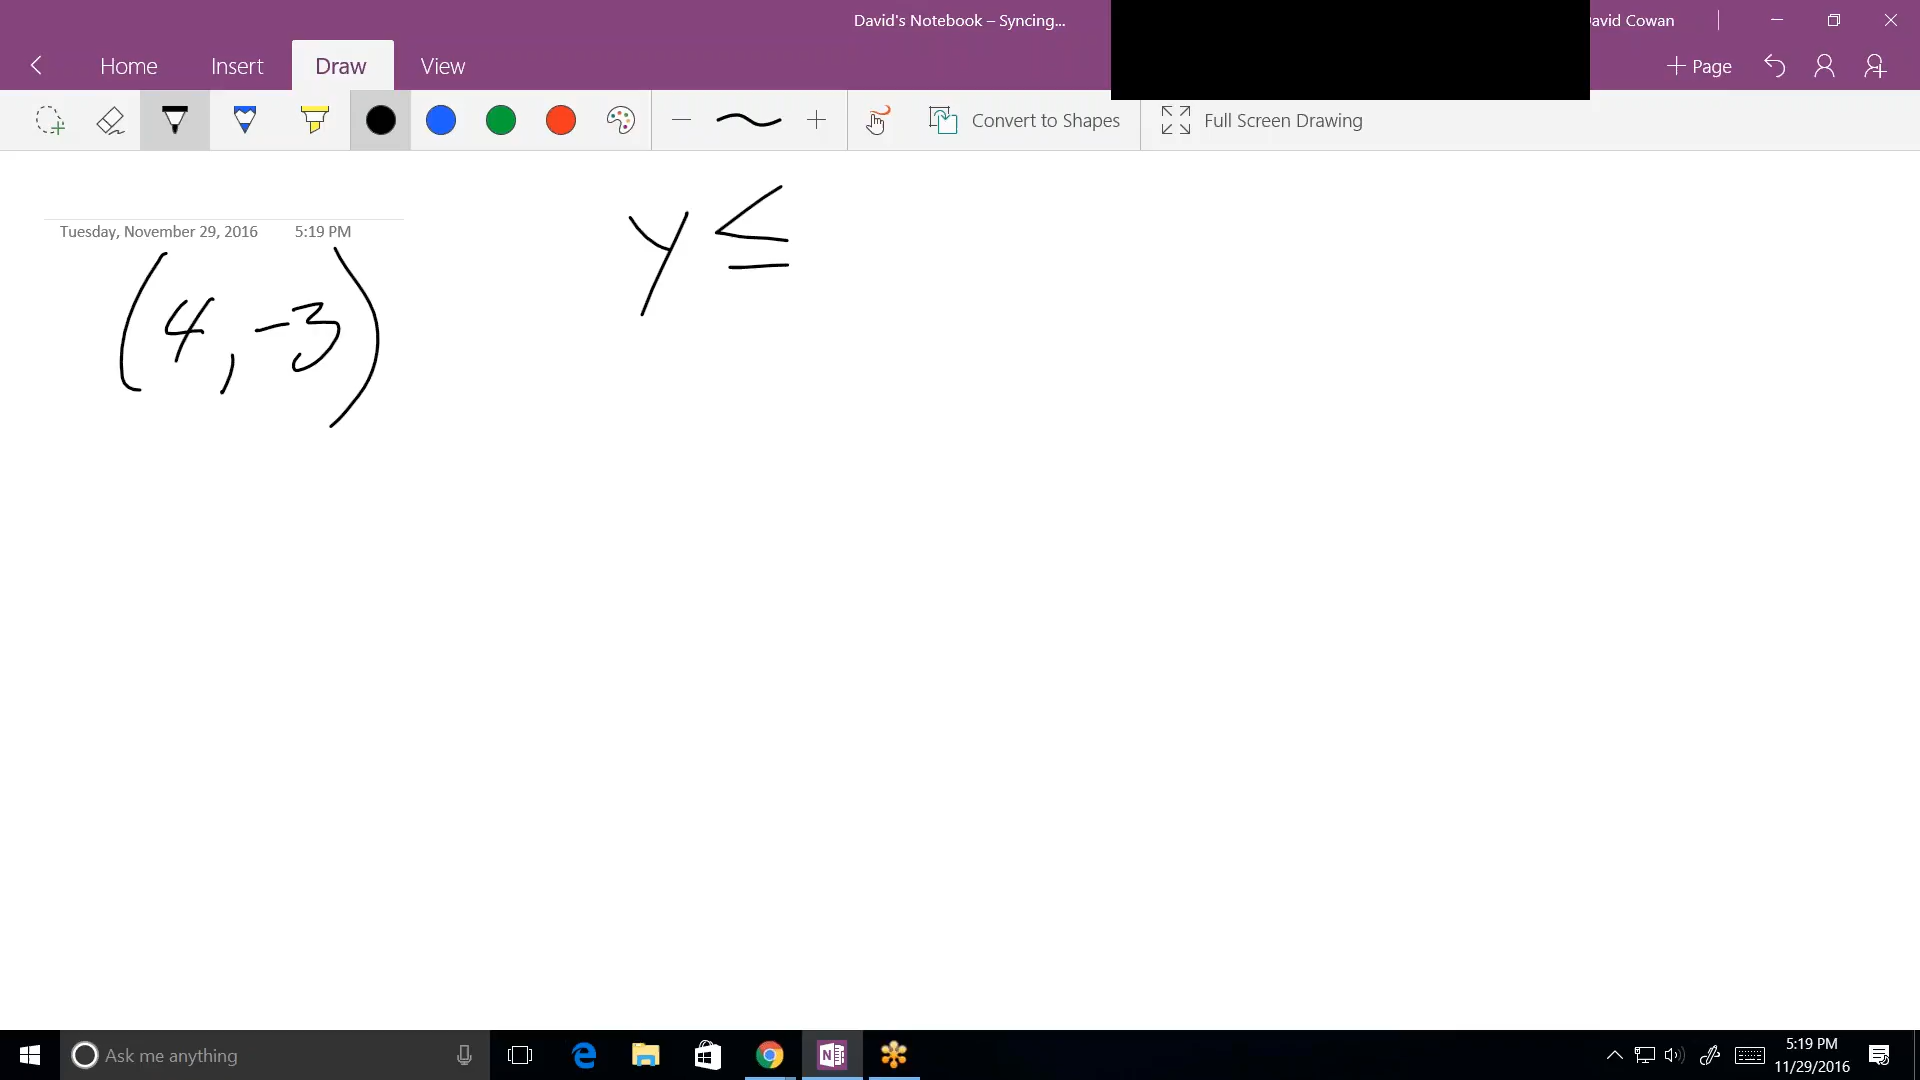 David's Notebook – Syncing...
avid Cowan
Home Insert Draw View
Page
Convert to Shapes Full Screen Drawing
Tuesday, November 29, 2016 5:19 PM
(4, -3)
y ≤
Ask me anything
5:19 PM
11/29/2016